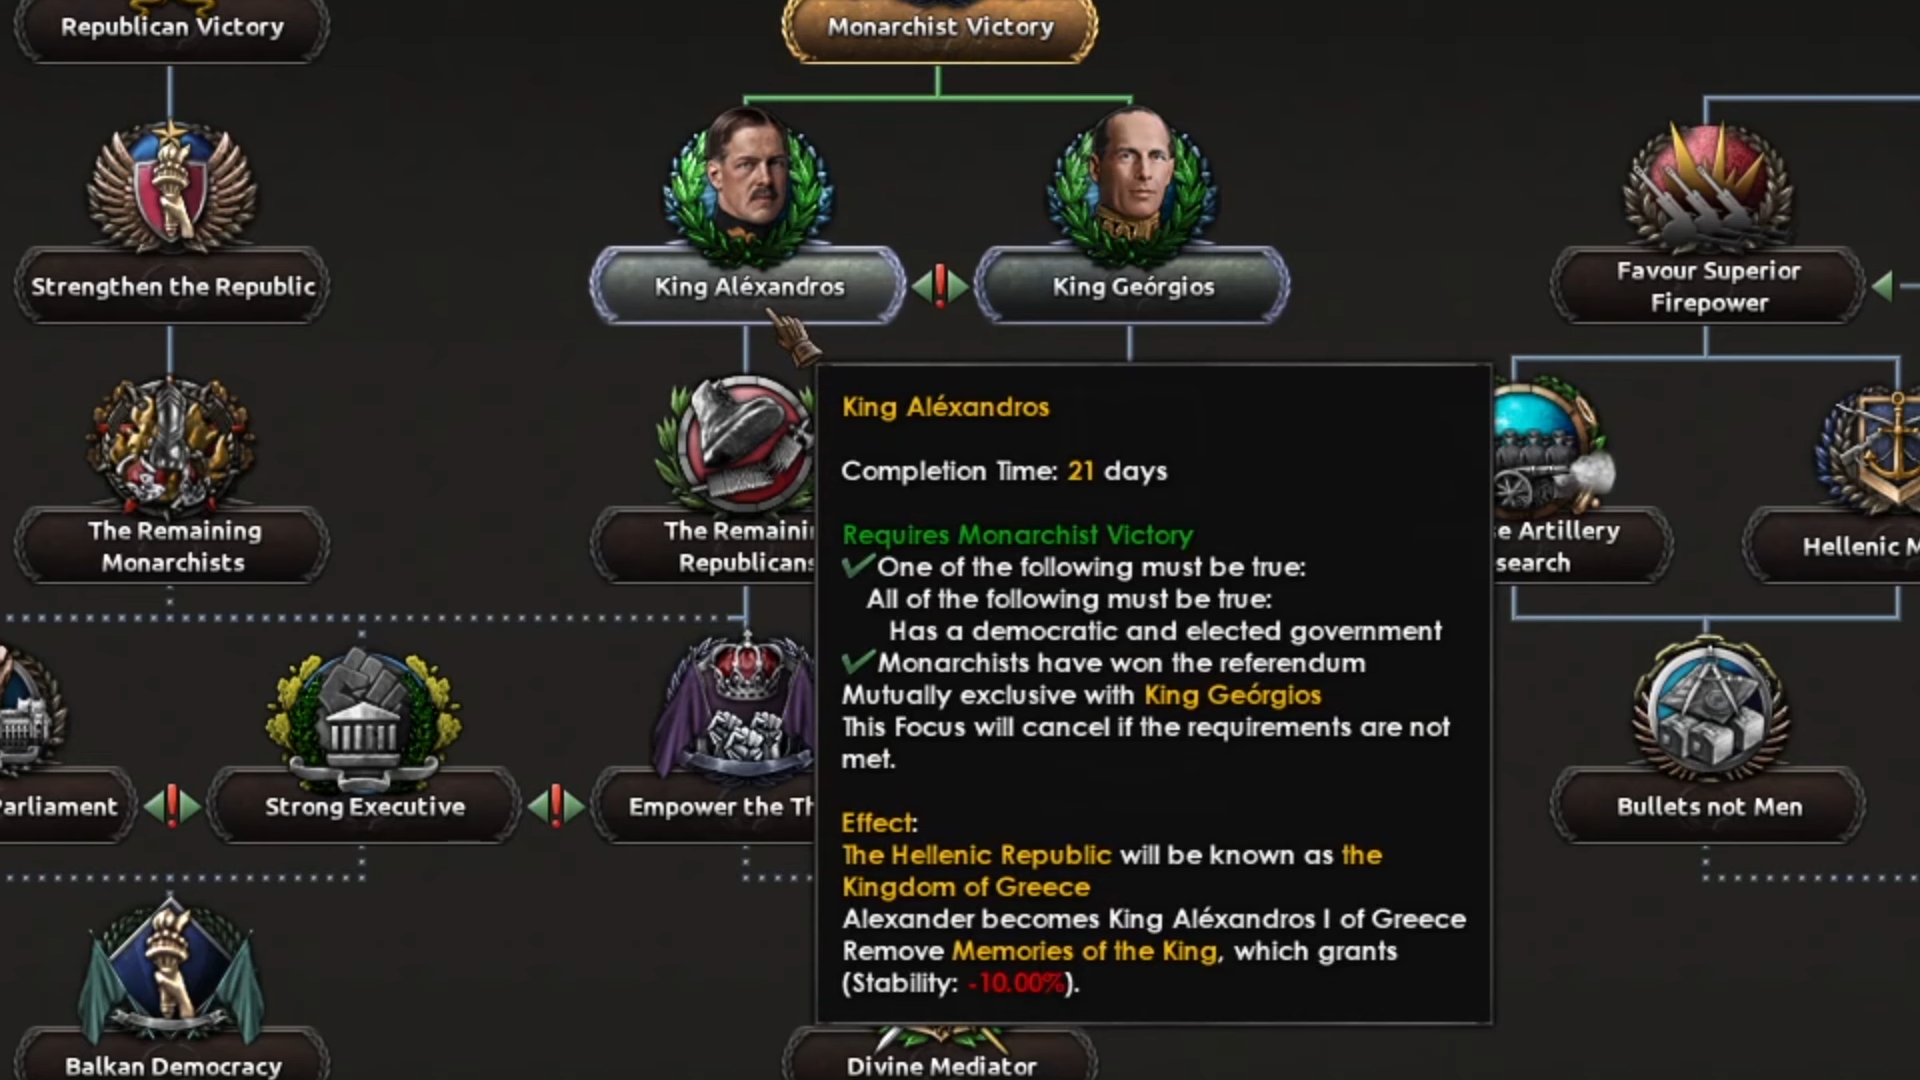 Republican Victory
Monarchist Victory
Strengthen the Republic
King Aléxandros
King Geórgios
Favour Superior
Firepower
The Remaining
Monarchists
The
Republicans
Artillery
Hellenic
Strong Executive
Empower the
Bullets not Men
Balkan Democracy
Divine Mediator
King Aléxandros
Completion Time: 21 days
Requires Monarchist Victory
One of the following must be true:
All of the following must be true:
Has a democratic and elected government
Monarchists have won the referendum
Mutually exclusive with King Geórgios
This Focus will cancel if the requirements are not
met.
Effect:
The Hellenic Republic will be known as the
Kingdom of Greece
Alexander becomes King Aléxandros I of Greece
Remove Memories of the King, which grants
(Stability: -10.00%).